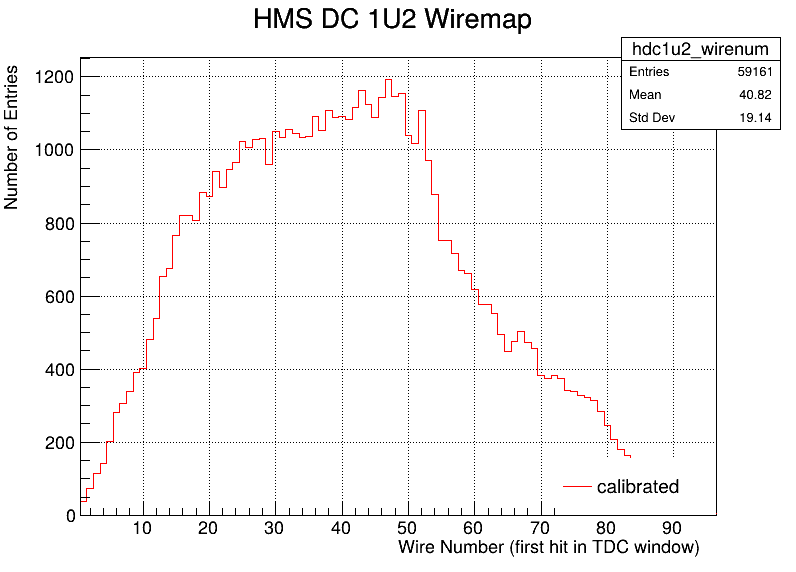 HMS DC 1U2 Wiremap
hdc1u2_wirenum
Entries 59161
Mean 40.82
Std Dev 19.14
Number of Entries
1200
1000
800
600
400
200
0
calibrated
10 20 30 40 50 60 70 80 90
Wire Number (first hit in TDC window)